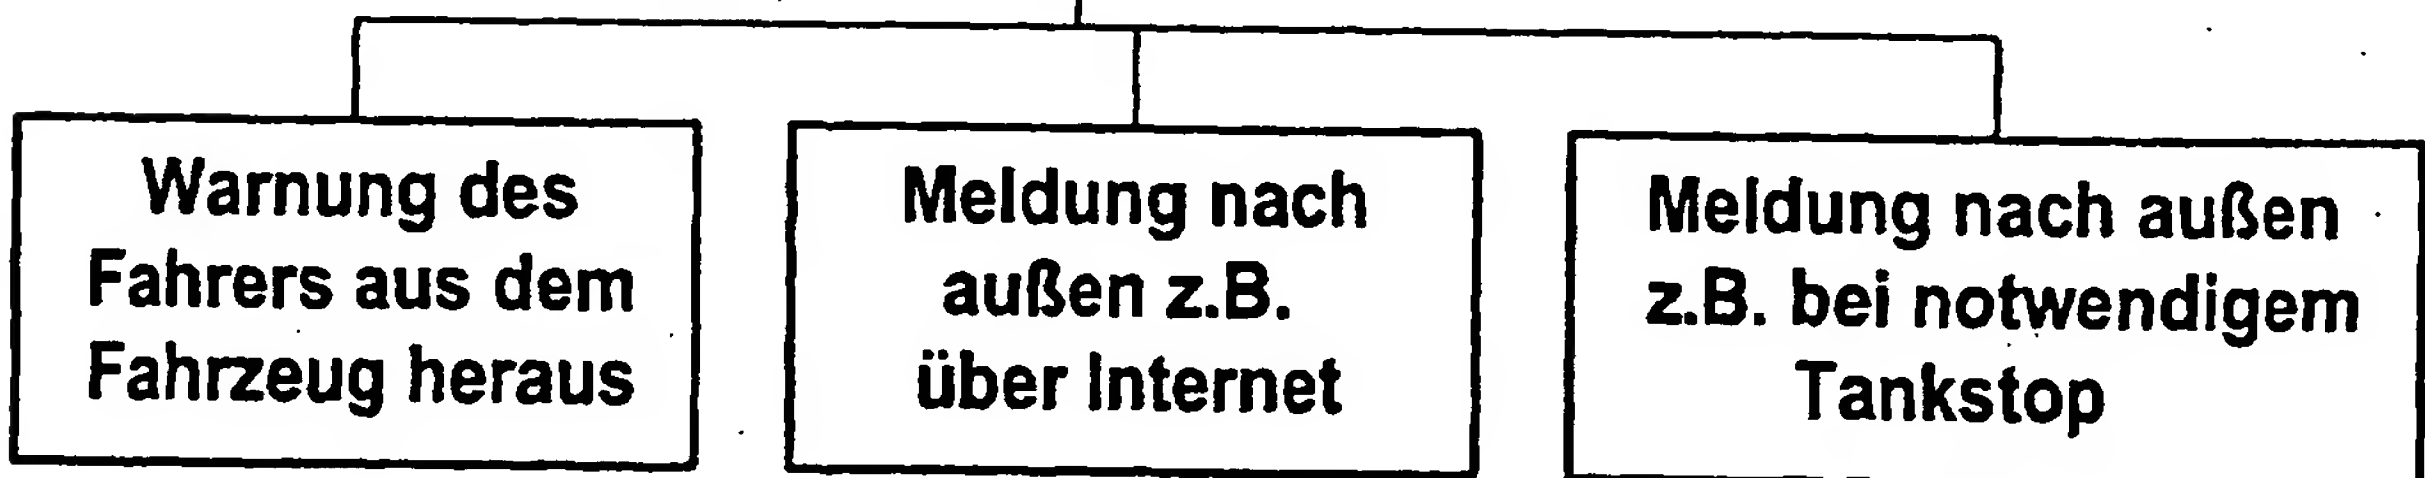 Warnung des
Fahrers aus dem
Fahrzeug heraus
Meldung nach
außen z.B.
über Internet
Meldung nach außen
z.B. bei notwendigem
Tankstop